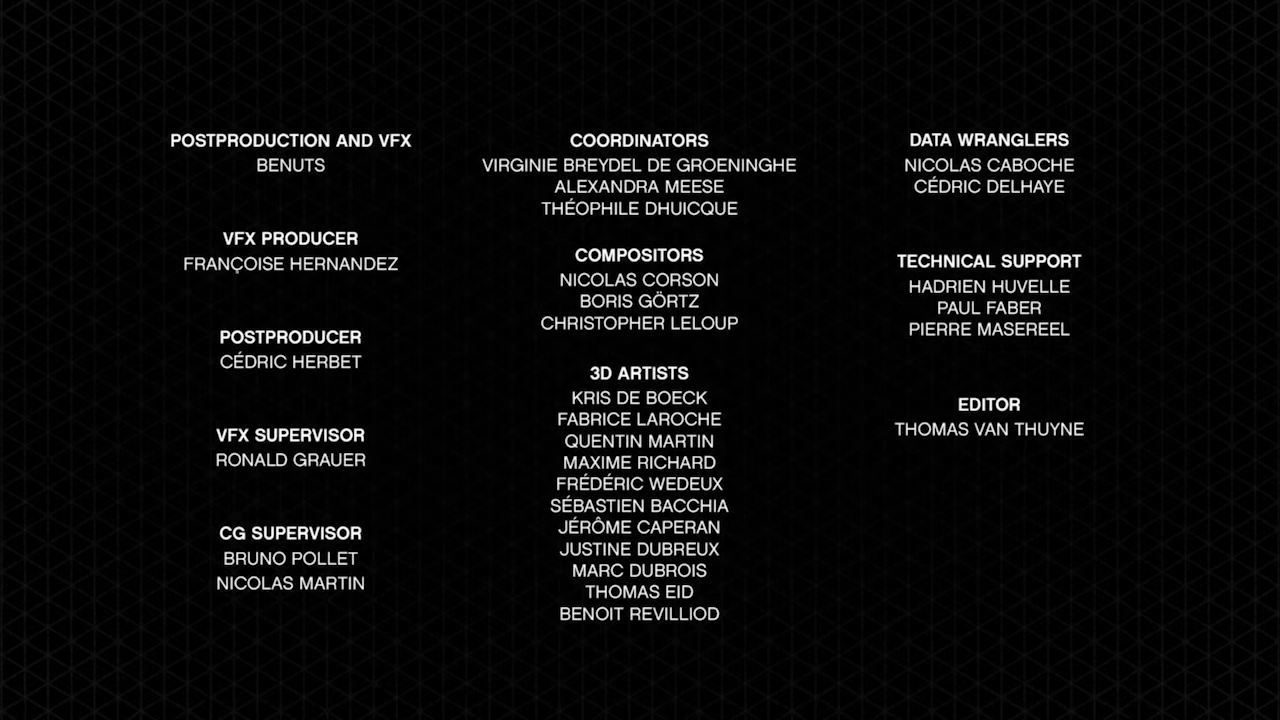 POSTPRODUCTION AND VFX
BENUTS
VFX PRODUCER
FRANÇOISE HERNANDEZ
POSTPRODUCER
CÉDRIC HERBET
VFX SUPERVISOR
RONALD GRAUER
CG SUPERVISOR
BRUNO POLLET
NICOLAS MARTIN
COORDINATORS
VIRGINIE BREYDEL DE GROENINGHE
ALEXANDRA MEESE
THÉOPHILE DHUICQUE
COMPOSITORS
NICOLAS CORSON
BORIS GÖRTZ
CHRISTOPHER LELOUP
3D ARTISTS
KRIS DE BOECK
FABRICE LAROCHE
QUENTIN MARTIN
MAXIME RICHARD
FRÉDÉRIC WEDEUX
SÉBASTIEN BACCHIA
JÉRÔME CAPERAN
JUSTINE DUBREUX
MARC DUBROIS
THOMAS EID
BENOIT REVILLIOD
DATA WRANGLERS
NICOLAS CABOCHE
CÉDRIC DELHAYE
TECHNICAL SUPPORT
HADRIEN HUVELLE
PAUL FABER
PIERRE MASEREEL
EDITOR
THOMAS VAN THUYNE